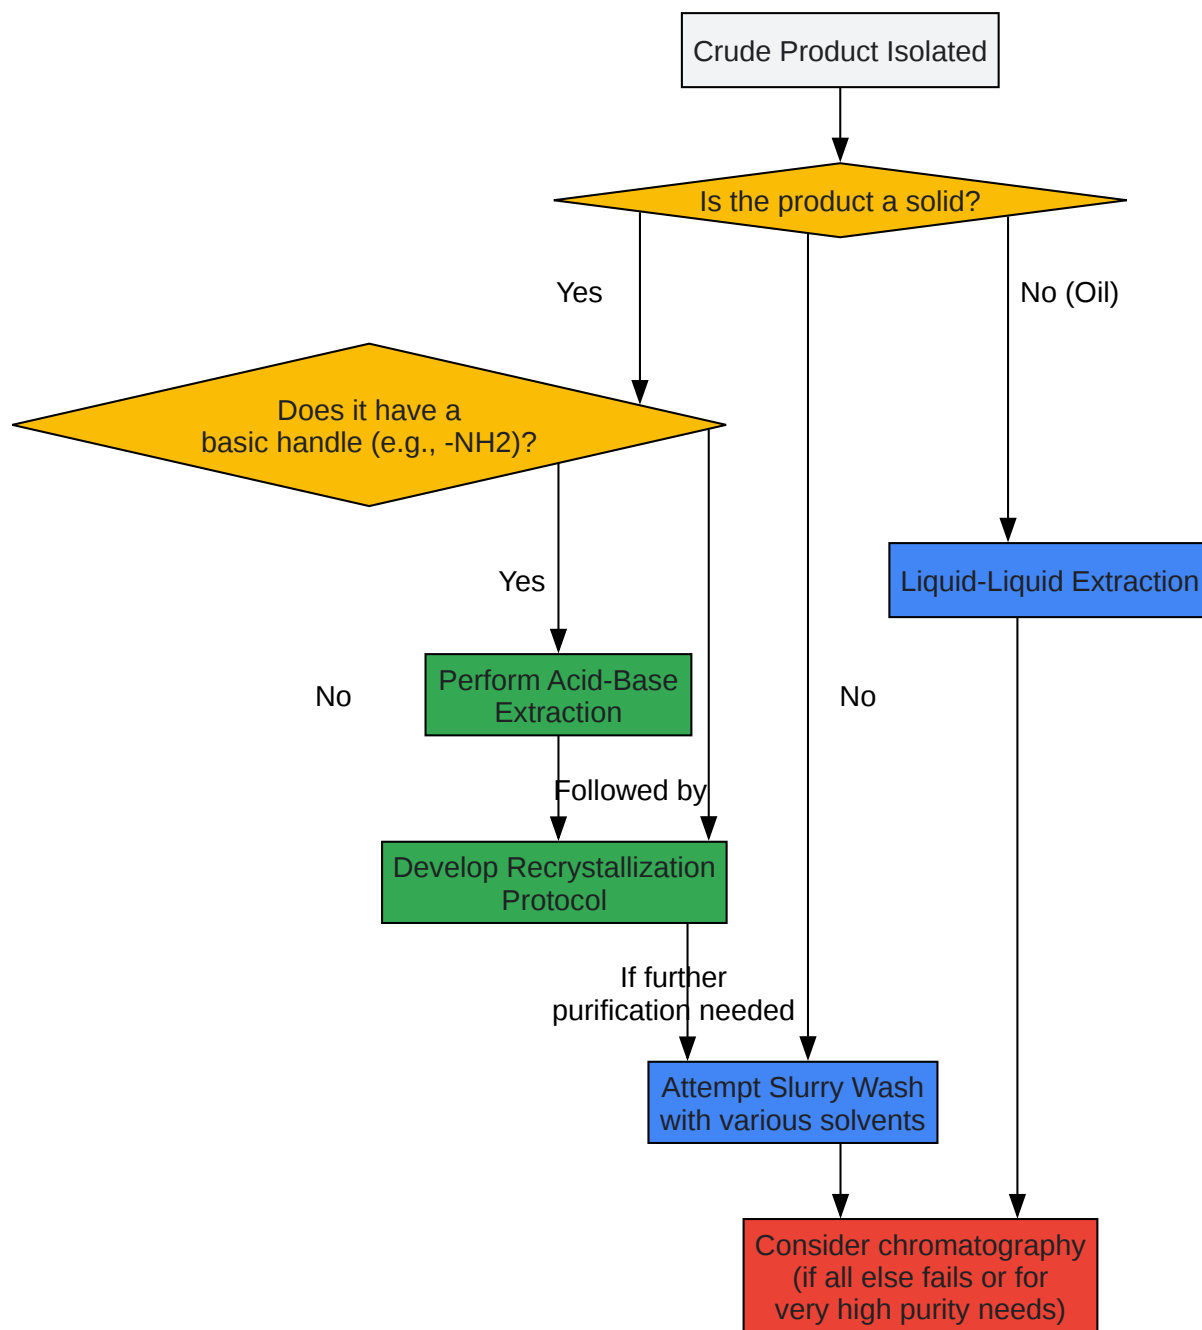 Crude Product Isolated
Is the product a solid?
Yes
No (Oil)
Does it have a
basic handle (e.g., -NH2)?
Yes
Liquid-Liquid Extraction
No
Perform Acid-Base
Extraction
No
Followed by
Develop Recrystallization
Protocol
If further
purification needed
Attempt Slurry Wash
with various solvents
Consider chromatography
(if all else fails or for
very high purity needs)